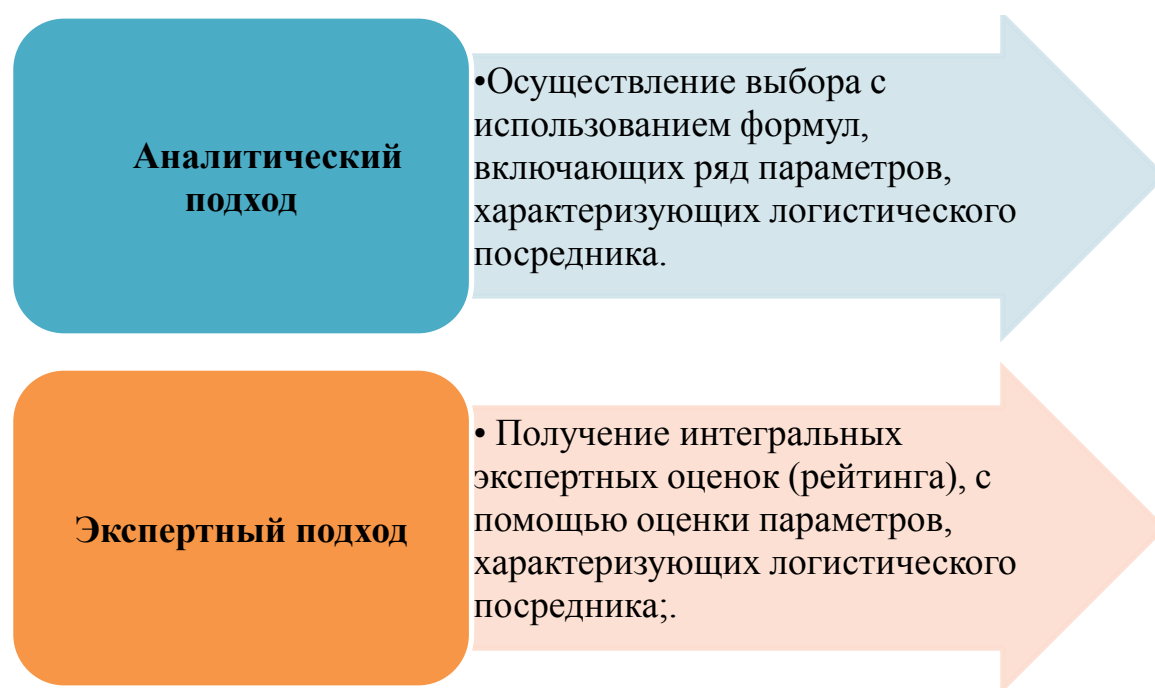 Аналитический
подход
•Осуществление выбора с
использованием формул,
включающих ряд параметров,
характеризующих логистического
посредника.
Экспертный подход
• Получение интегральных
экспертных оценок (рейтинга), с
помощью оценки параметров,
характеризующих логистического
посредника;.